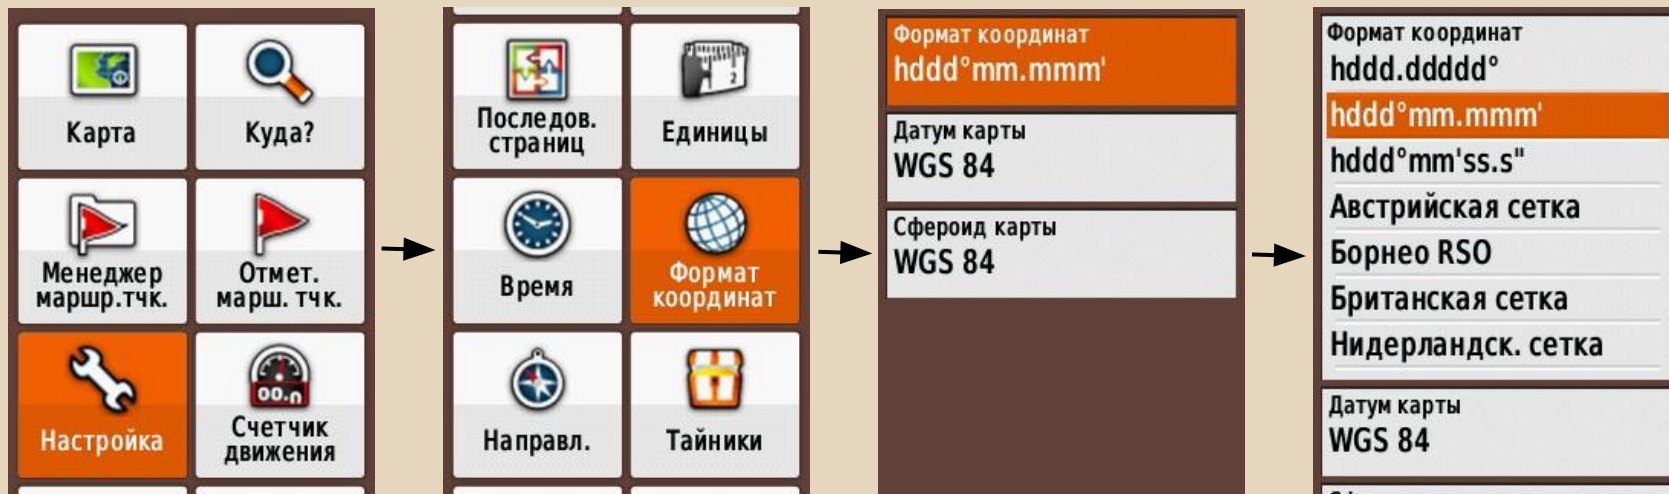 Карта
Куда?
Менеджер
маршр.тчк.
Отмет.
марш. тчк.
Настройка
00.0
Счетчик
движения
Последов.
страниц
2
Единицы
Время
Формат
координат
Направл.
Тайники
Формат координат
hddd°mm.mmm'
Датум карты
WGS 84
Сфероид карты
WGS 84
Формат координат
hddd.ddddd°
hddd°mm.mmm'
hddd°mm'ss.s"
Австрийская сетка
Борнео RSO
Британская сетка
Нидерландск. сетка
Датум карты
WGS 84